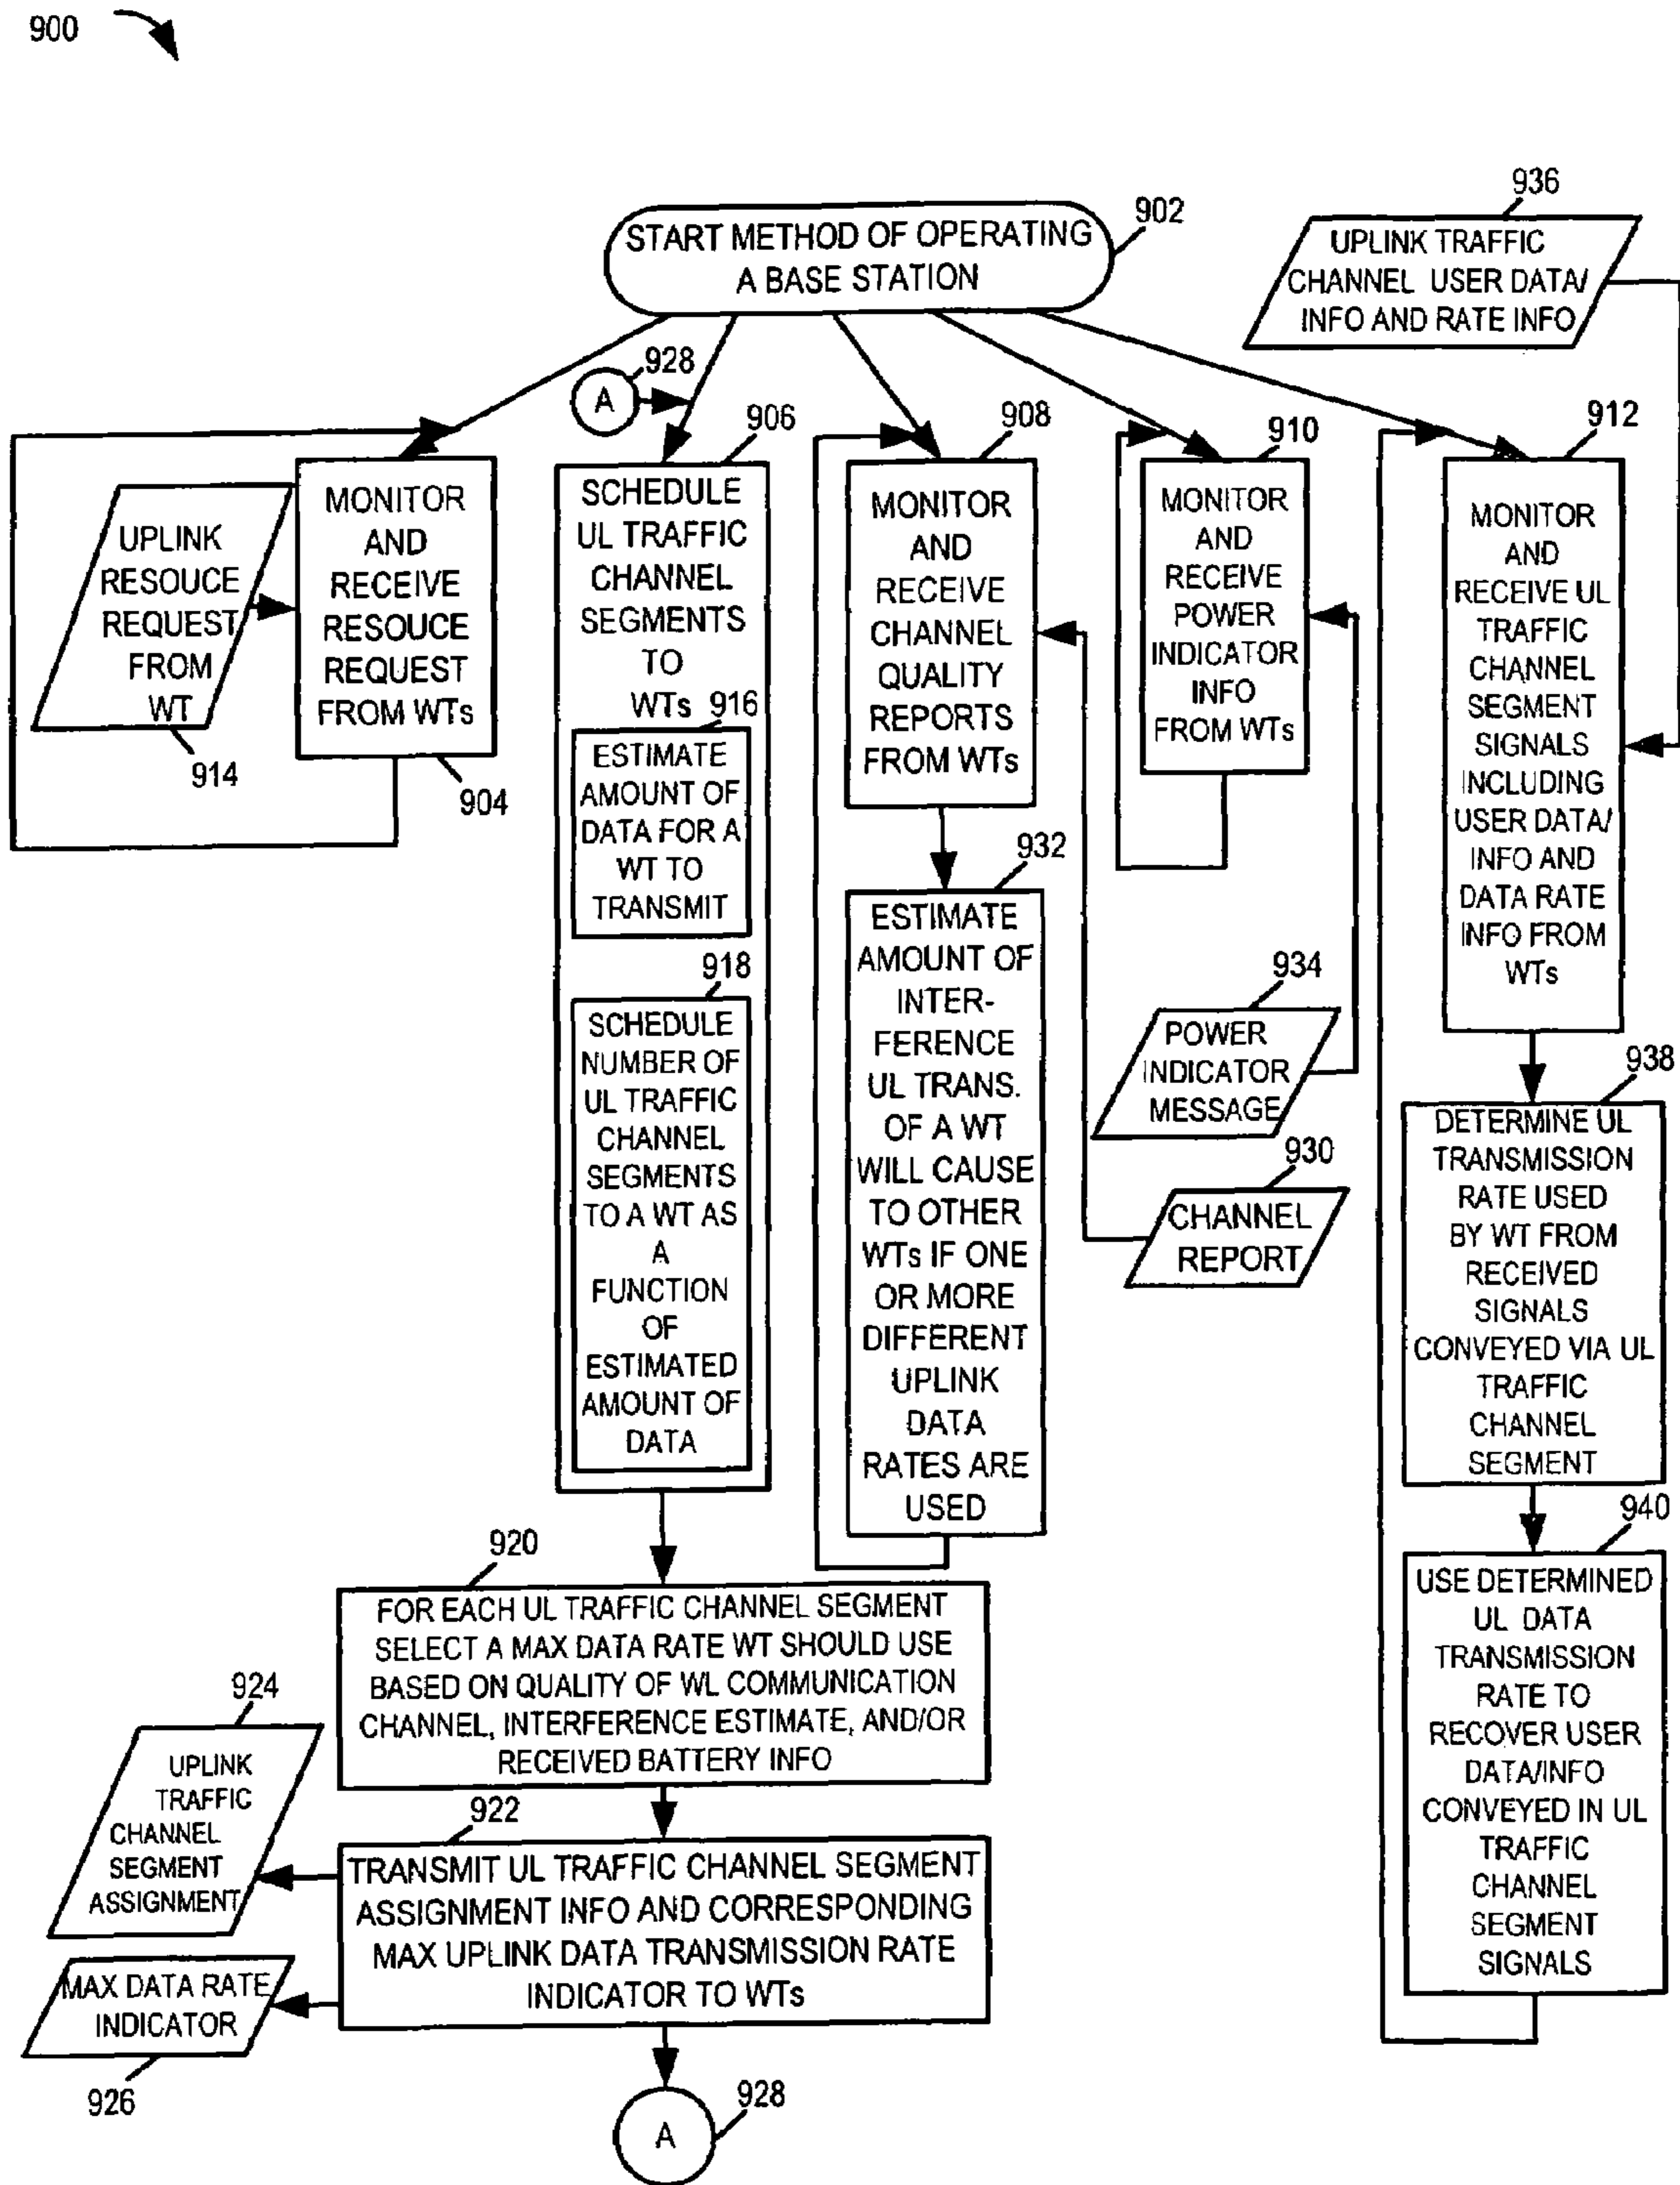 900
936
902
START METHOD OF OPERATING
A BASE STATION
UPLINK TRAFFIC
CHANNEL USER DATA/
INFO AND RATE INFO
928
A
906
908
910
912
UPLINK
RESOUCE
REQUEST
FROM
WT
914
MONITOR
AND
RECEIVE
RESOUCE
REQUEST
FROM WTs
904
SCHEDULE
UL TRAFFIC
CHANNEL
SEGMENTS
TO
WTs
916
ESTIMATE
AMOUNT OF
DATA FOR A
WT TO
TRANSMIT
918
SCHEDULE
NUMBER OF
UL TRAFFIC
CHANNEL
SEGMENTS
TO A WT AS
A
FUNCTION
OF
ESTIMATED
AMOUNT OF
DATA
MONITOR
AND
RECEIVE
CHANNEL
QUALITY
REPORTS
FROM WTs
932
ESTIMATE
AMOUNT OF
INTER-
FERENCE
UL TRANS.
OF A WT
WILL CAUSE
TO OTHER
WTs IF ONE
OR MORE
DIFFERENT
UPLINK
DATA
RATES ARE
USED
MONITOR
AND
RECEIVE
POWER
INDICATOR
INFO
FROM WTs
934
POWER
INDICATOR
MESSAGE
930
CHANNEL
REPORT
MONITOR
AND
RECEIVE UL
TRAFFIC
CHANNEL
SEGMENT
SIGNALS
INCLUDING
USER DATA/
INFO AND
DATA RATE
INFO FROM
WTs
938
DETERMINE UL
TRANSMISSION
RATE USED
BY WT FROM
RECEIVED
SIGNALS
CONVEYED VIA UL
TRAFFIC
CHANNEL
SEGMENT
940
USE DETERMINED
UL DATA
TRANSMISSION
RATE TO
RECOVER USER
DATA/INFO
CONVEYED IN UL
TRAFFIC
CHANNEL
SEGMENT
SIGNALS
920
FOR EACH UL TRAFFIC CHANNEL SEGMENT
SELECT A MAX DATA RATE WT SHOULD USE
BASED ON QUALITY OF WL COMMUNICATION
CHANNEL, INTERFERENCE ESTIMATE, AND/OR
RECEIVED BATTERY INFO
924
UPLINK
TRAFFIC
CHANNEL
SEGMENT
ASSIGNMENT
922
TRANSMIT UL TRAFFIC CHANNEL SEGMENT
ASSIGNMENT INFO AND CORRESPONDING
MAX UPLINK DATA TRANSMISSION RATE
INDICATOR TO WTs
MAX DATA RATE
INDICATOR
926
A
928